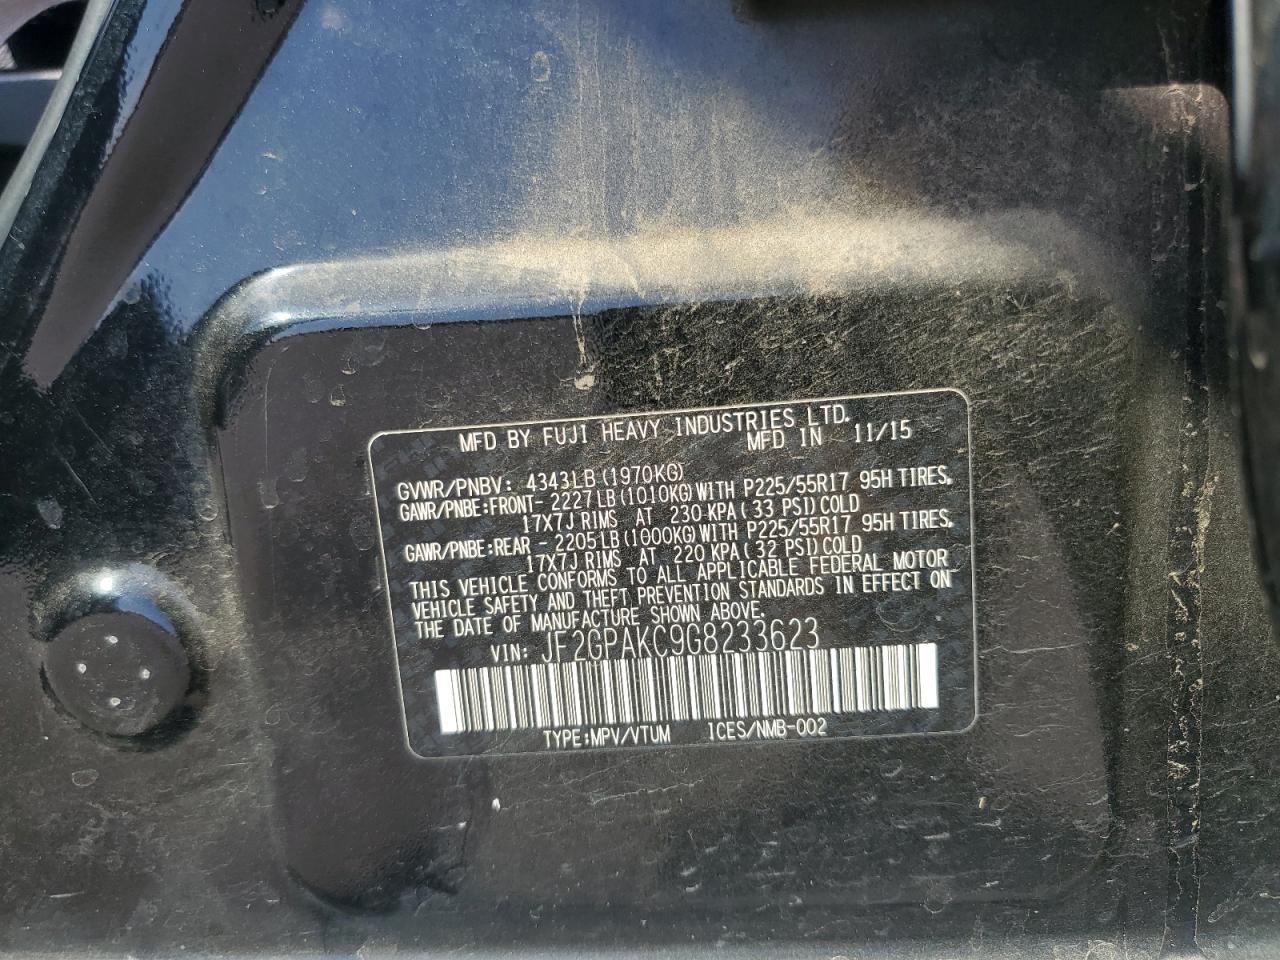 MFD BY FUJI HEAVY INDUSTRIES LTD.
MFD IN 11/15
GVWR/PNBV: 4343LB (1970KG)
GAWR/PNBE:FRONT-2227LB(1010KG)WITH P225/55R17 95H TIRES,
17X7J RIMS AT 230 KPA(33 PSI)COLD
GAWR/PNBE:REAR -2205LB(1000KG)WITH P225/55R17 95H TIRES,
17X7J RIMS AT 220 KPA(32 PSI)COLD
THIS VEHICLE CONFORMS TO ALL APPLICABLE FEDERAL MOTOR
VEHICLE SAFETY AND THEFT PREVENTION STANDARDS IN EFFECT ON
THE DATE OF MANUFACTURE SHOWN ABOVE.
VIN: JF2GPAKC9G8233623
TYPE:MPV/VTUM ICES/NMB-002